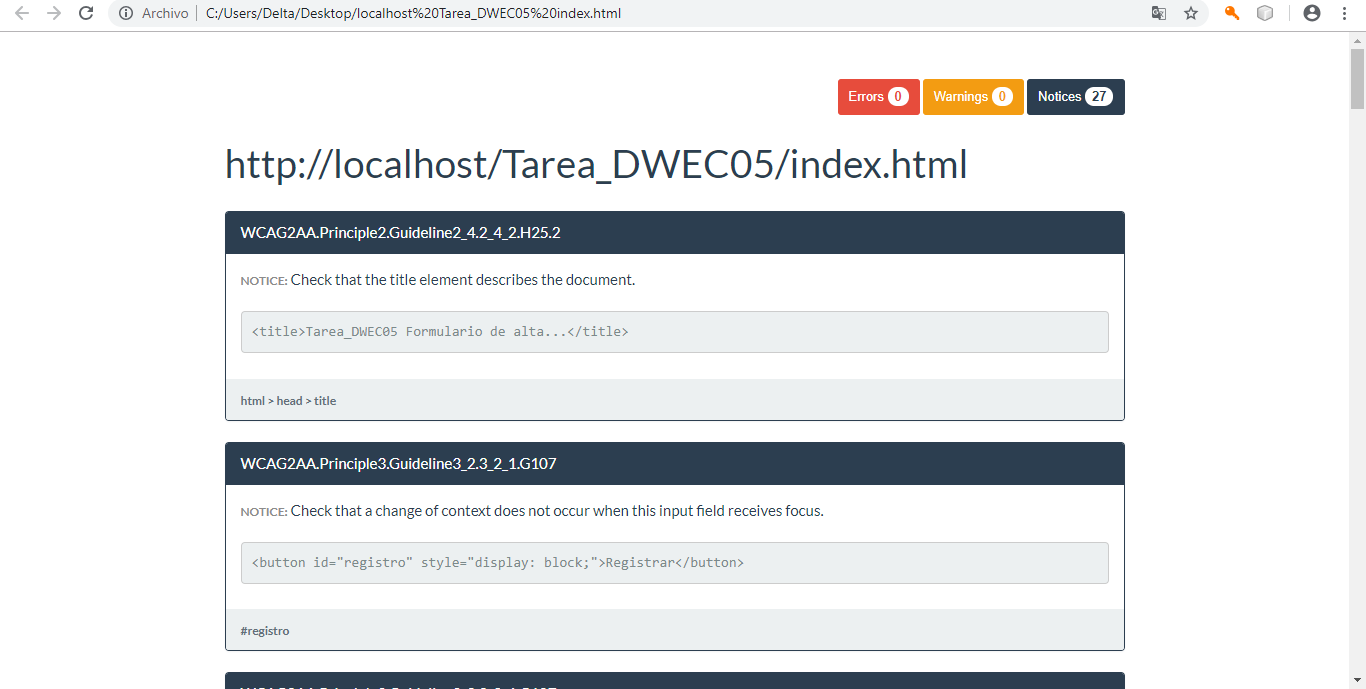 Archivo C:/Users/Delta/Desktop/localhost%20Tarea_DWEC05%20index.html
Errors 0 Warnings 0 Notices 27
http://localhost/Tarea_DWEC05/index.html
WCAG2AA.Principle2.Guideline2_4.2_4_2.H25.2
NOTICE: Check that the title element describes the document.
<title>Tarea_DWEC05 Formulario de alta...</title>
html > head > title
WCAG2AA.Principle3.Guideline3_2.3_2_1.G107
NOTICE: Check that a change of context does not occur when this input field receives focus.
<button id="registro" style="display: block;">Registrar</button>
#registro